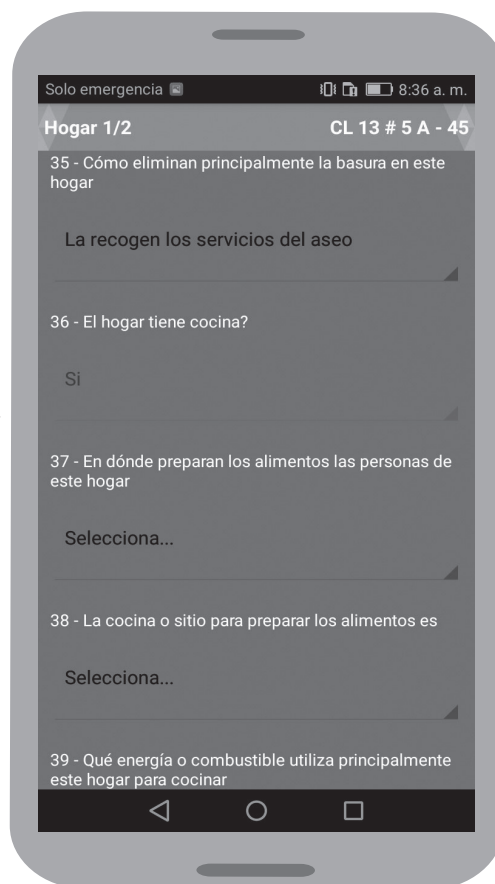 Solo emergencia 8:36 a. m.
Hogar 1/2 CL 13 # 5 A - 45
35 - Cómo eliminan principalmente la basura en este
hogar
La recogen los servicios del aseo
36 - El hogar tiene cocina?
Si
37 - En dónde preparan los alimentos las personas de
este hogar
Selecciona...
38 - La cocina o sitio para preparar los alimentos es
Selecciona...
39 - Qué energía o combustible utiliza principalmente
este hogar para cocinar